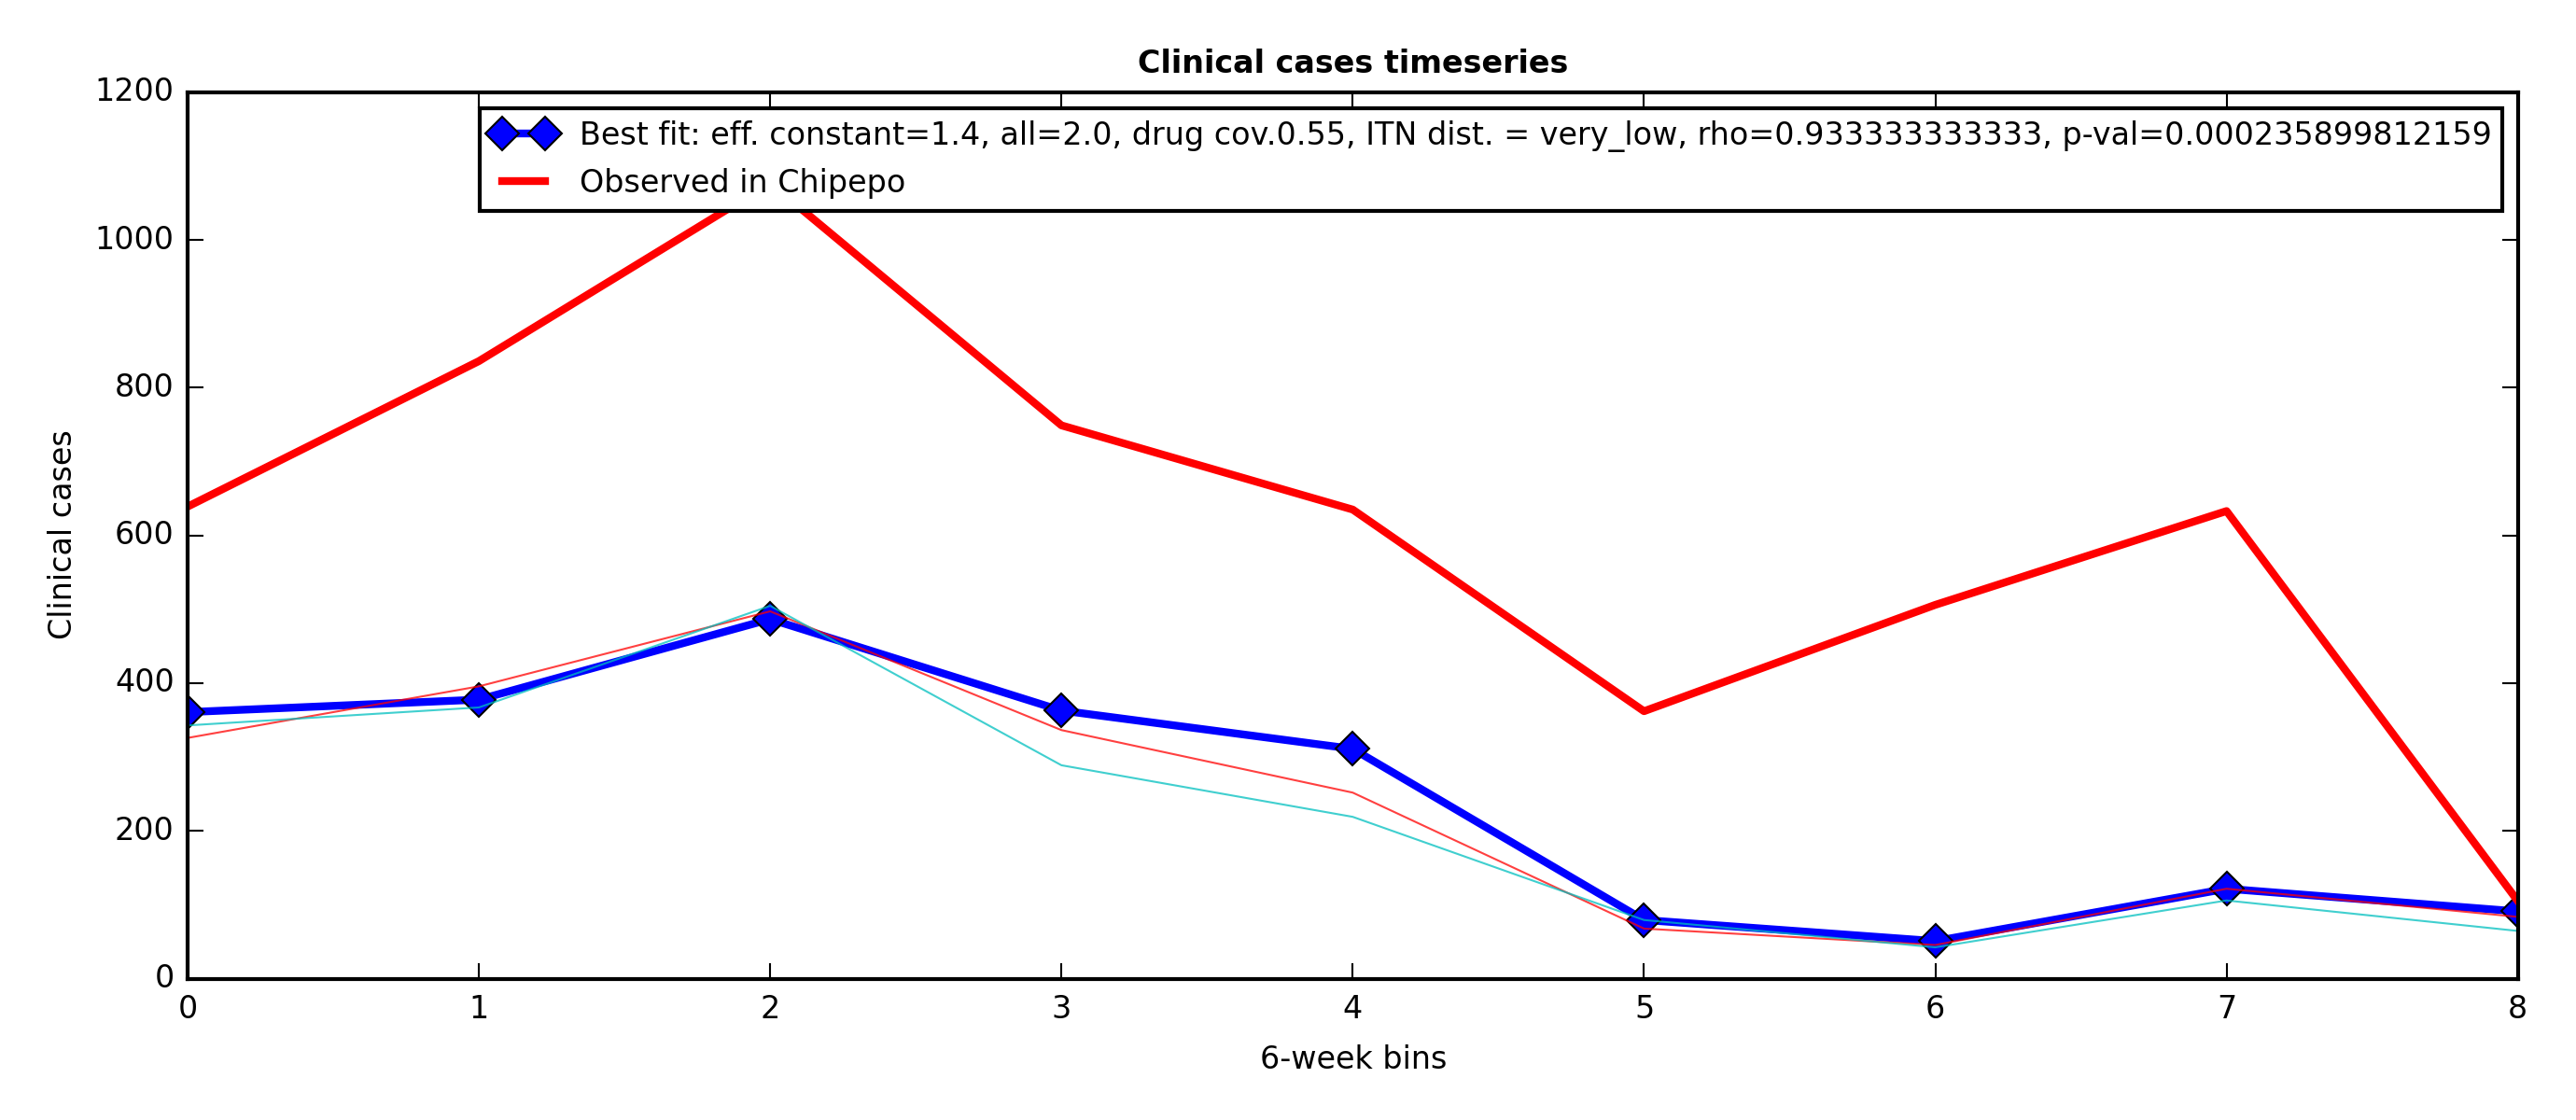 Clinical cases timeseries
1200
1000
800
600
400
200
0
Clinical cases
Best fit: eff. constant=1.4, all=2.0, drug cov.0.55, ITN dist. = very_low, rho=0.933333333333, p-val=0.000235899812159
Observed in Chipepo
0 1 2 3 4 5 6 7 8
6-week bins